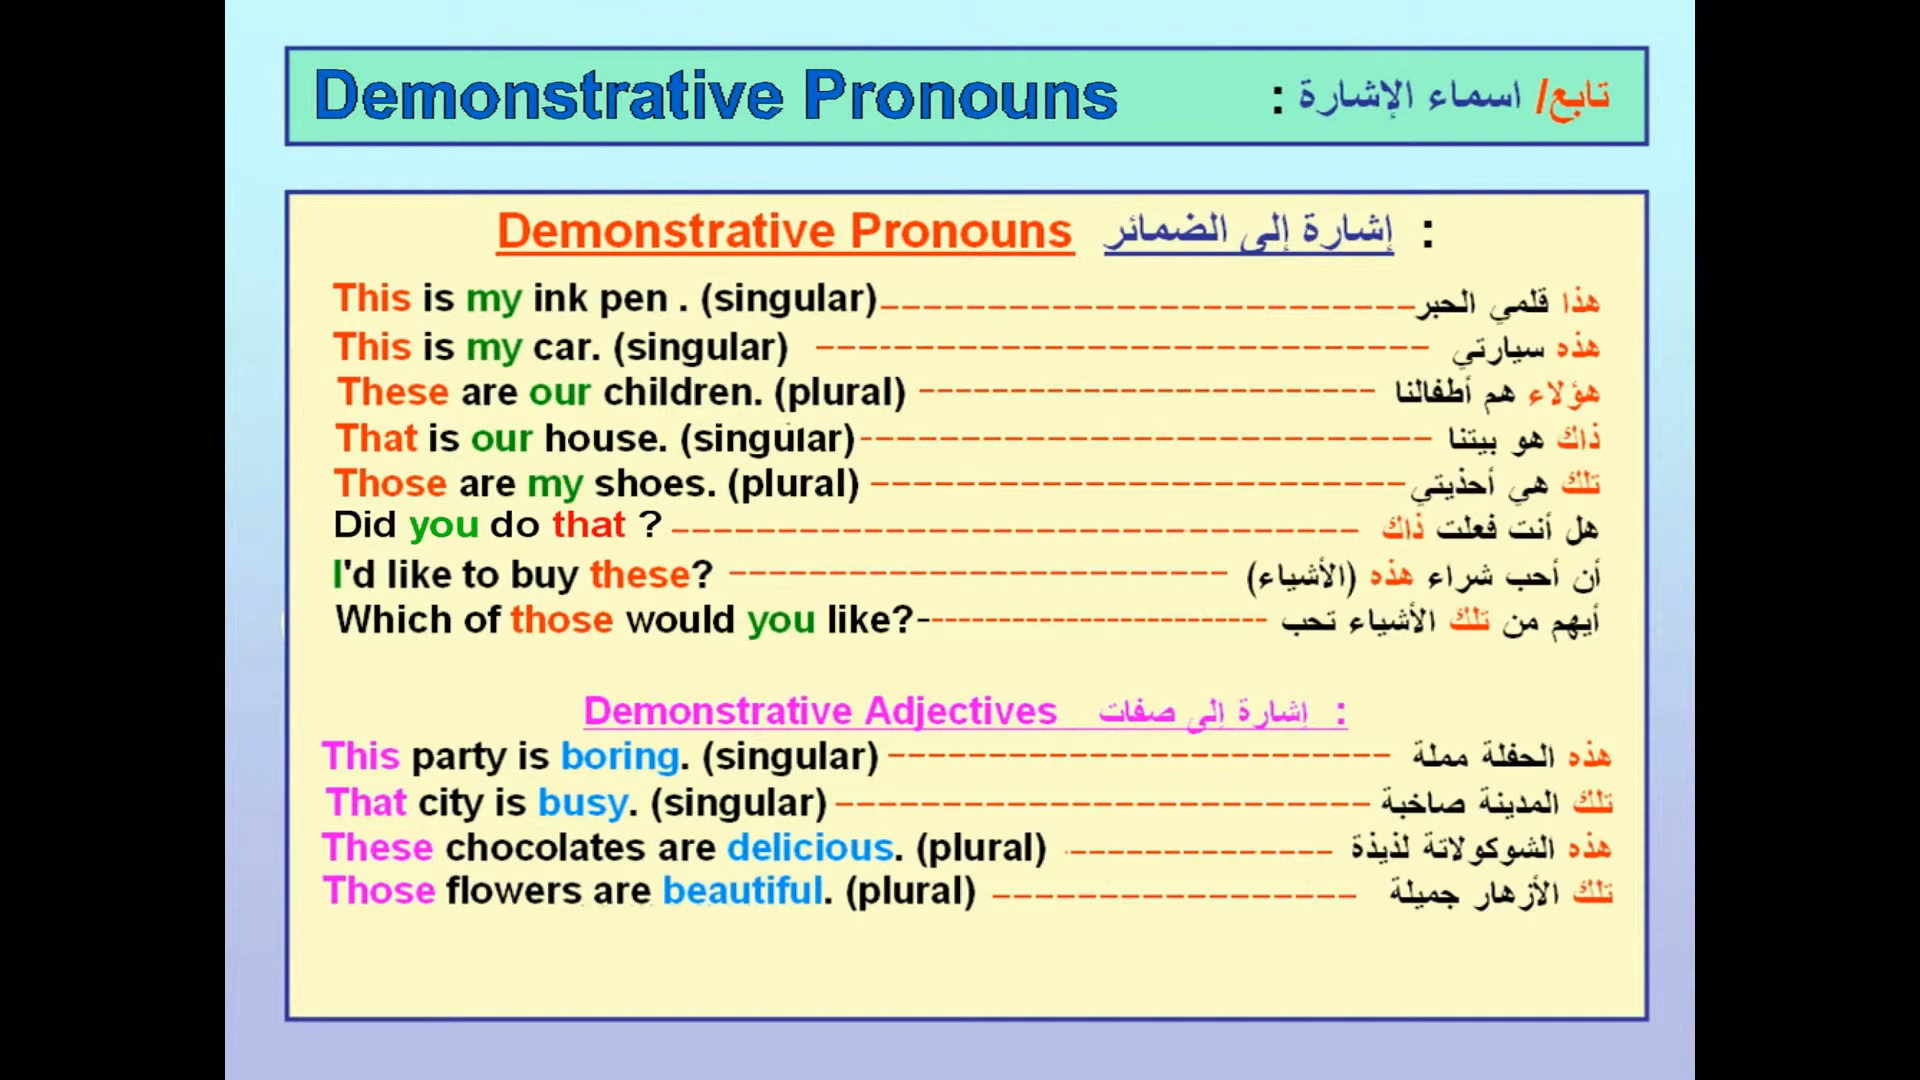 Demonstrative Pronouns تابع/ اسماء الإشارة :
Demonstrative Pronouns إشارة إلى الضمائر :
This is my ink pen . (singular) هذا قلمي الحبر
This is my car. (singular) هذه سيارتي
These are our children. (plural) هؤلاء هم أطفالنا
That is our house. (singular) ذاك هو بيتنا
Those are my shoes. (plural) تلك هي أحذيتي
Did you do that ? هل أنت فعلت ذاك
I'd like to buy these? أن أحب شراء هذه (الأشياء)
Which of those would you like?- أيهم من تلك الأشياء تحب
Demonstrative Adjectives إشارة إلى صفات :
This party is boring. (singular) هذه الحفلة مملة
That city is busy. (singular) تلك المدينة صاخبة
These chocolates are delicious. (plural) هذه الشوكولاتة لذيذة
Those flowers are beautiful. (plural) تلك الأزهار جميلة